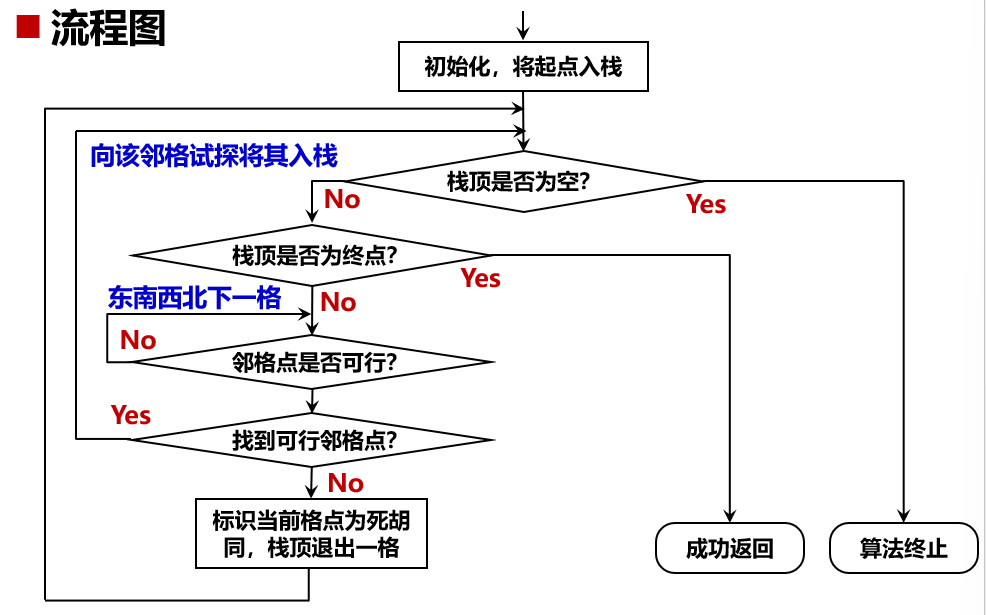 流程图
初始化，将起点入栈
向该邻格试探将其入栈
栈顶是否为空?
No
Yes
栈顶是否为终点?
Yes
东南西北下一格
No
No
邻格点是否可行?
Yes
找到可行邻格点?
No
标识当前格点为死胡
同，栈顶退出一格
成功返回
算法终止